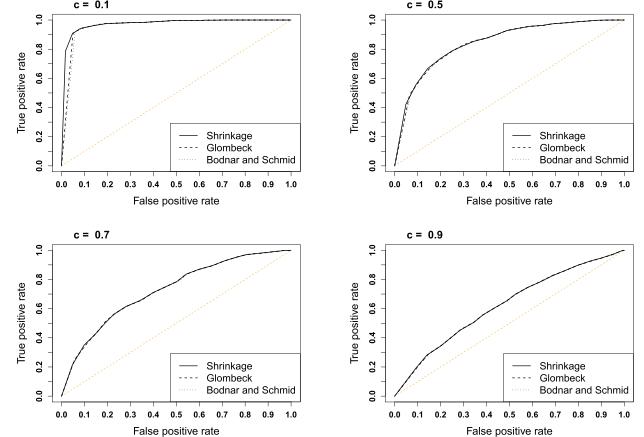 c = 0.1
True positive rate
0.0 0.2 0.4 0.6 0.8 1.0
Shrinkage
Glombeck
Bodnar and Schmid
0.0 0.1 0.2 0.3 0.4 0.5 0.6 0.7 0.8 0.9 1.0
False positive rate
c = 0.5
True positive rate
0.0 0.2 0.4 0.6 0.8 1.0
Shrinkage
Glombeck
Bodnar and Schmid
0.0 0.1 0.2 0.3 0.4 0.5 0.6 0.7 0.8 0.9 1.0
False positive rate
c = 0.7
True positive rate
0.0 0.2 0.4 0.6 0.8 1.0
Shrinkage
Glombeck
Bodnar and Schmid
0.0 0.1 0.2 0.3 0.4 0.5 0.6 0.7 0.8 0.9 1.0
False positive rate
c = 0.9
True positive rate
0.0 0.2 0.4 0.6 0.8 1.0
Shrinkage
Glombeck
Bodnar and Schmid
0.0 0.1 0.2 0.3 0.4 0.5 0.6 0.7 0.8 0.9 1.0
False positive rate